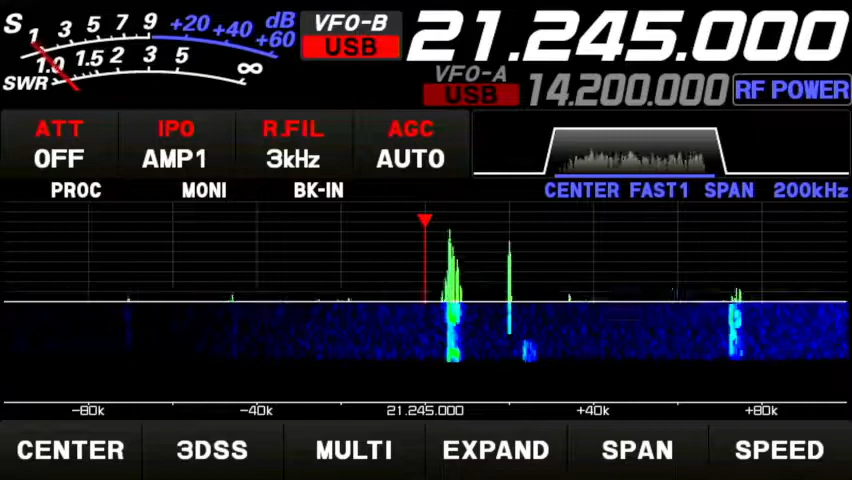 S 1 3 5 7 9 +20 +40 +60 dB
SWR 1.0 1.5 2 3 5 ∞
VFO-B
USB
21.245.000
VFO-A
USB
14.200.000
RF POWER
ATT IPO R.FIL AGC
OFF AMP1 3kHz AUTO
PROC MONI BK-IN
CENTER FAST1 SPAN 200kHz
-80k -40k 21.245.000 +40k +80k
CENTER 3DSS MULTI EXPAND SPAN SPEED